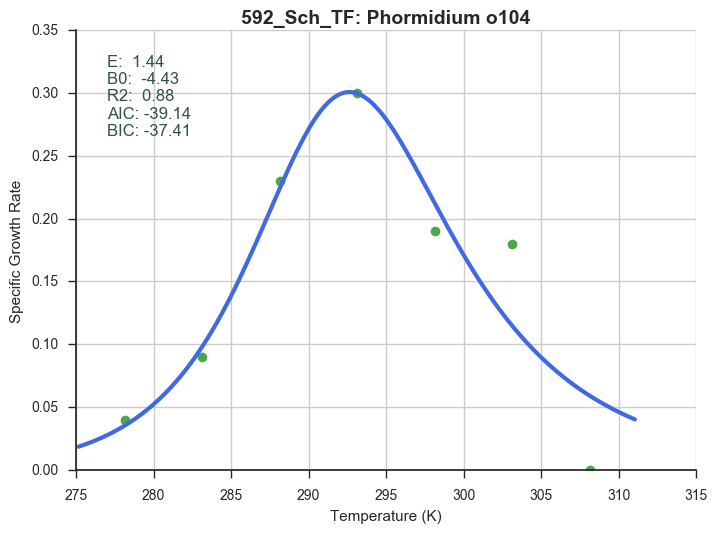 592_Sch_TF: Phormidium o104
E:  1.44
B0:  -4.43
R2:  0.88
AIC: -39.14
BIC: -37.41
Specific Growth Rate
0.35
0.30
0.25
0.20
0.15
0.10
0.05
0.00
275 280 285 290 295 300 305 310 315
Temperature (K)